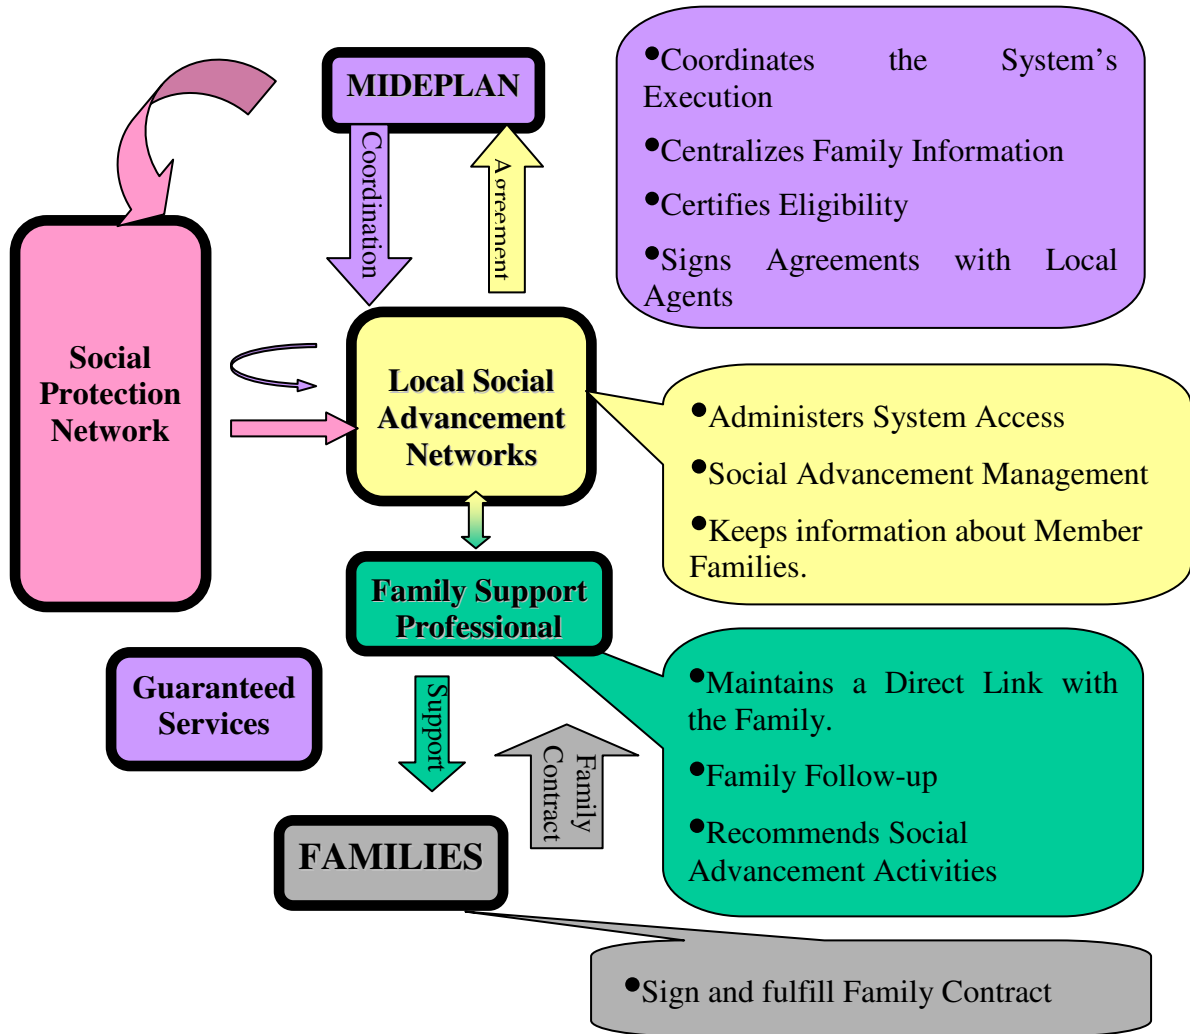 MIDEPLAN
Coordination
Agreement
•Coordinates the System’s
Execution
•Centralizes Family Information
•Certifies Eligibility
•Signs Agreements with Local
Agents
Social
Protection
Network
Local Social
Advancement
Networks
•Administers System Access
•Social Advancement Management
•Keeps information about Member
Families.
Family Support
Professional
Guaranteed
Services
Support
Family
Contract
•Maintains a Direct Link with
the Family.
•Family Follow-up
•Recommends Social
Advancement Activities
FAMILIES
•Sign and fulfill Family Contract